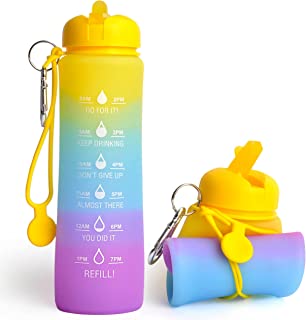 8AM 2PM
GO FOR IT!
9AM 3PM
KEEP DRINKING
10AM 4PM
DON'T GIVE UP
11AM 5PM
ALMOST THERE
12AM 6PM
YOU DID IT
1PM 7PM
REFILL!